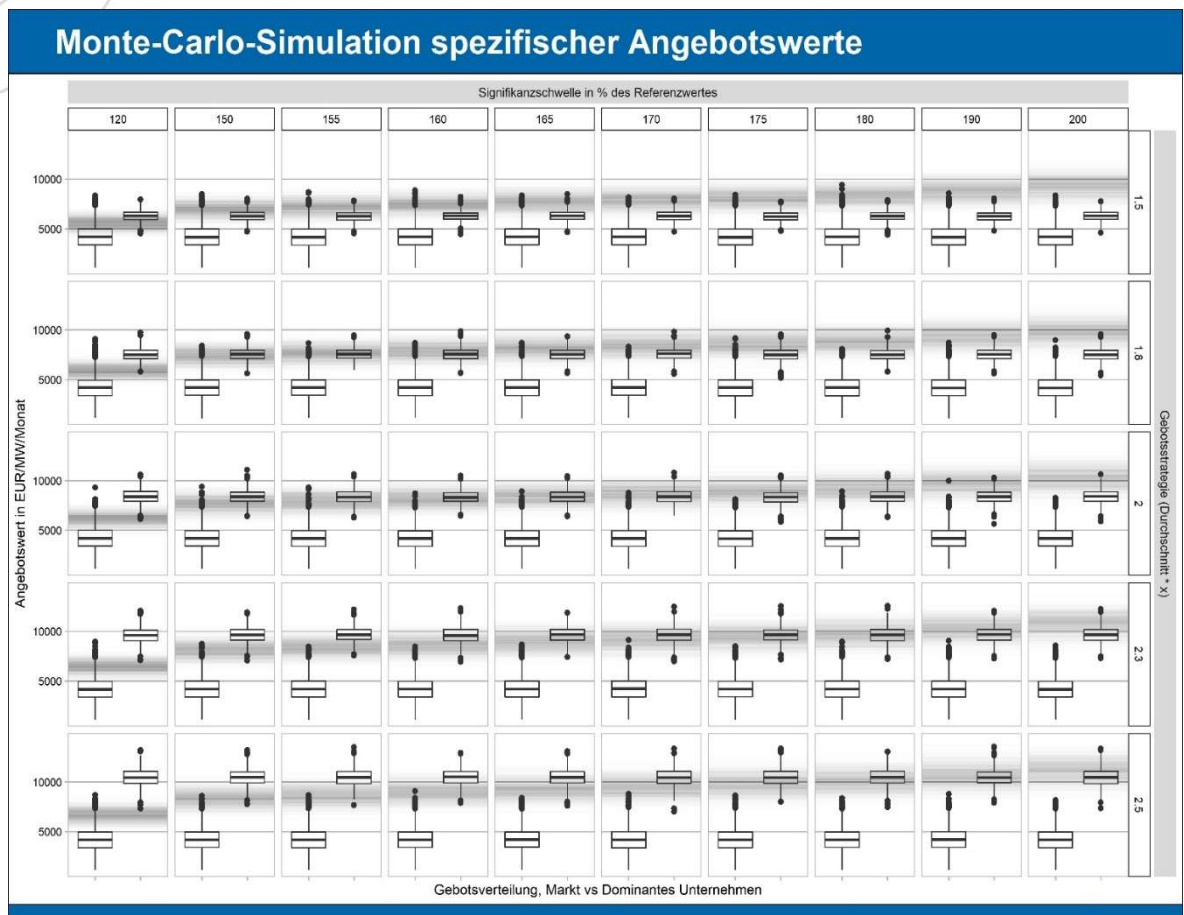 Monte-Carlo-Simulation spezifischer Angebotswerte
Signifikanzschwelle in % des Referenzwertes
120 150 155 160 165 170 175 180 190 200
Angebotswert in EUR/MW/Monat
10000
5000
1.5
10000
5000
1.8
10000
5000
2
10000
5000
2.3
10000
5000
2.5
Gebotsstrategie (Durchschnitt * x)
Gebotsverteilung, Markt vs Dominantes Unternehmen